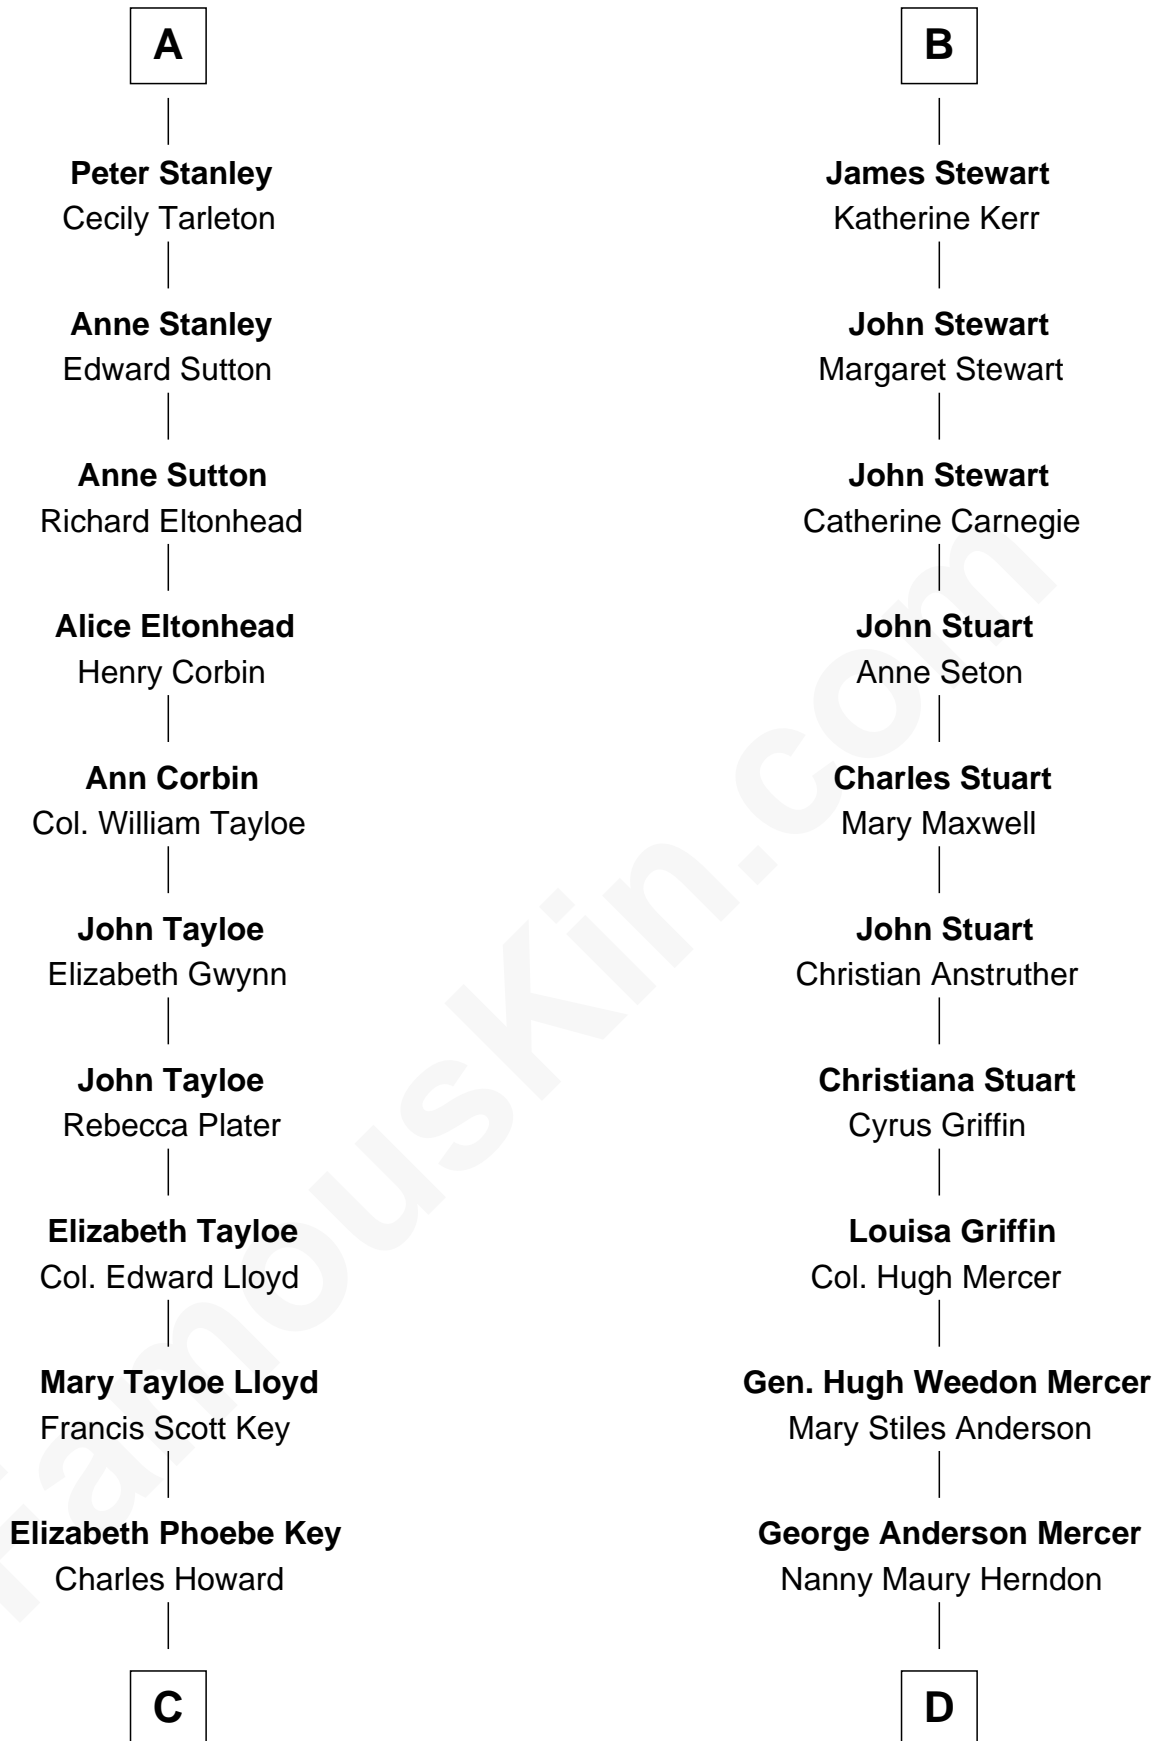 A
Peter Stanley
Cecily Tarleton
Anne Stanley
Edward Sutton
Anne Sutton
Richard Eltonhead
Alice Eltonhead
Henry Corbin
Ann Corbin
Col. William Tayloe
John Tayloe
Elizabeth Gwynn
John Tayloe
Rebecca Plater
Elizabeth Tayloe
Col. Edward Lloyd
Mary Tayloe Lloyd
Francis Scott Key
Elizabeth Phoebe Key
Charles Howard
C
B
James Stewart
Katherine Kerr
John Stewart
Margaret Stewart
John Stewart
Catherine Carnegie
John Stuart
Anne Seton
Charles Stuart
Mary Maxwell
John Stuart
Christian Anstruther
Christiana Stuart
Cyrus Griffin
Louisa Griffin
Col. Hugh Mercer
Gen. Hugh Weedon Mercer
Mary Stiles Anderson
George Anderson Mercer
Nanny Maury Herndon
D
FamousKin.com